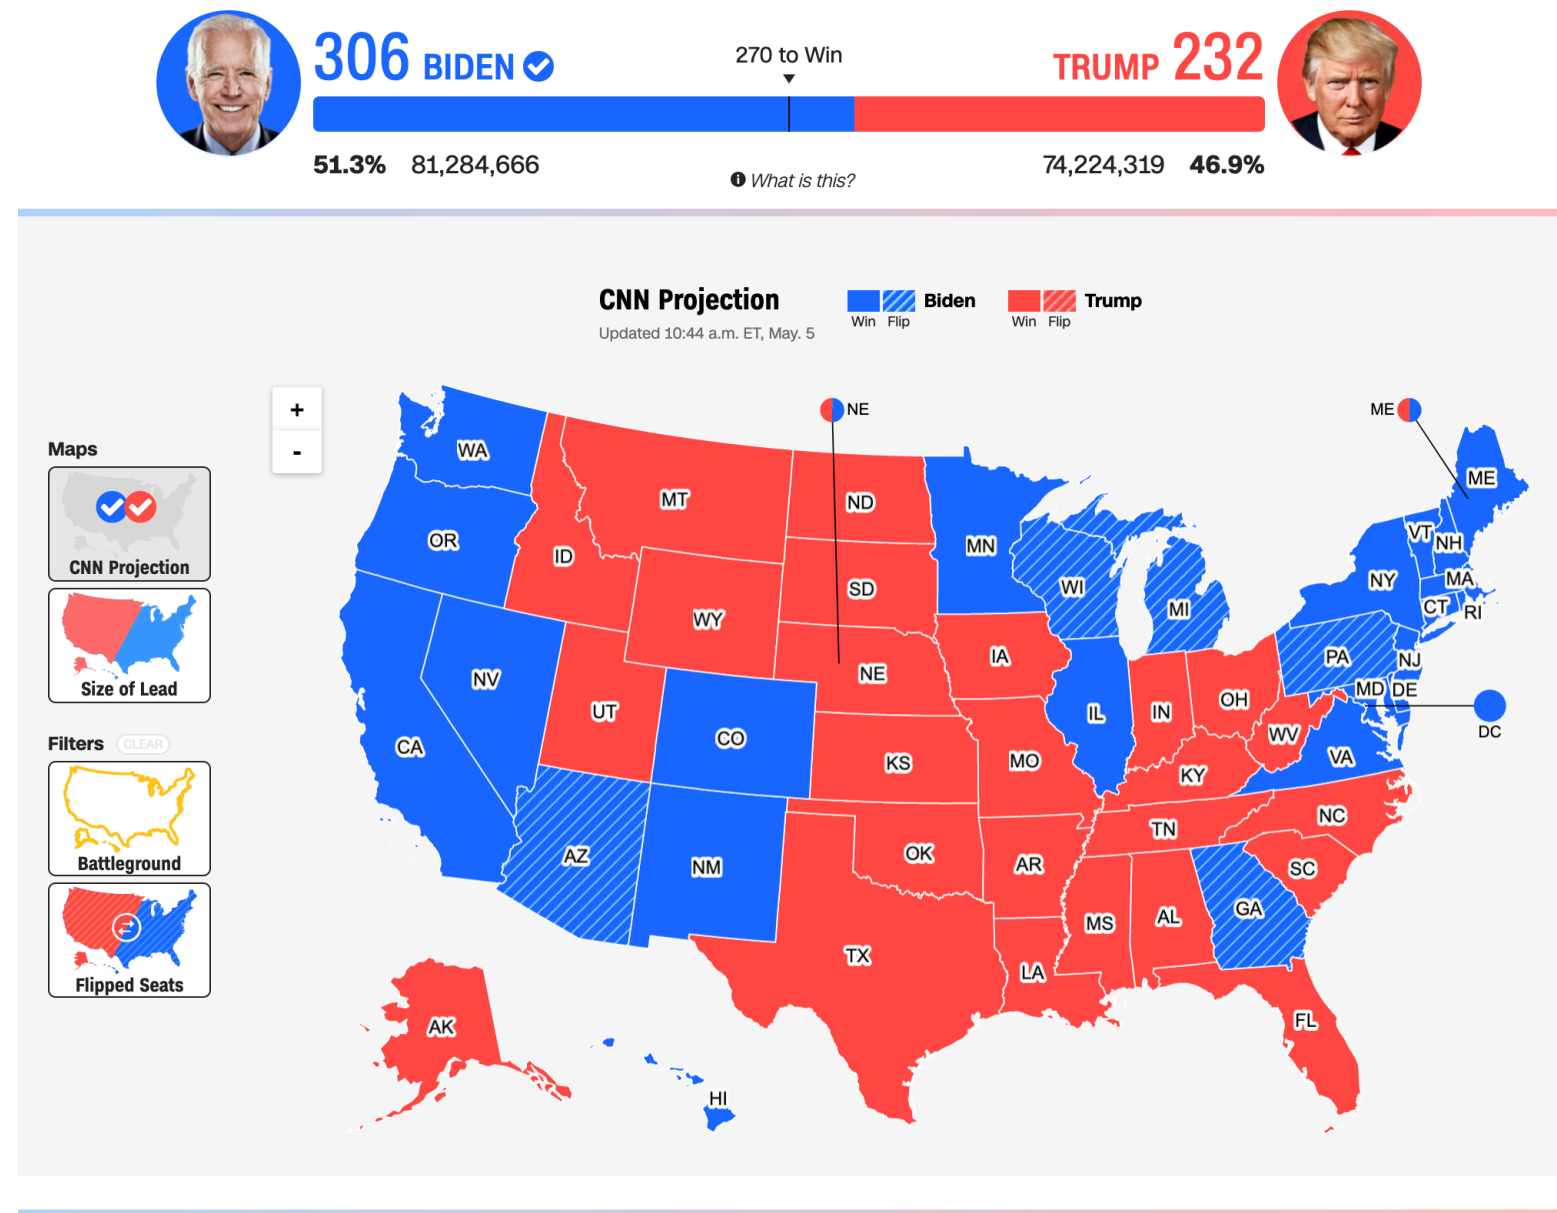 306 BIDEN
270 to Win
TRUMP 232
51.3% 81,284,666
What is this?
74,224,319 46.9%
CNN Projection
Updated 10:44 a.m. ET, May. 5
Win Flip
Biden
Win Flip
Trump
+
-
Maps
CNN Projection
Size of Lead
Filters CLEAR
Battleground
Flipped Seats
NE
ME
WA
MT
ND
ME
OR
ID
MN
VT
NH
SD
WI
NY
MA
WY
MI
CT
RI
IA
PA
NJ
NV
NE
UT
IL
IN
OH
MD
DE
DC
CA
CO
KS
MO
WV
VA
KY
AZ
NM
OK
AR
TN
NC
SC
TX
LA
MS
AL
GA
FL
AK
HI